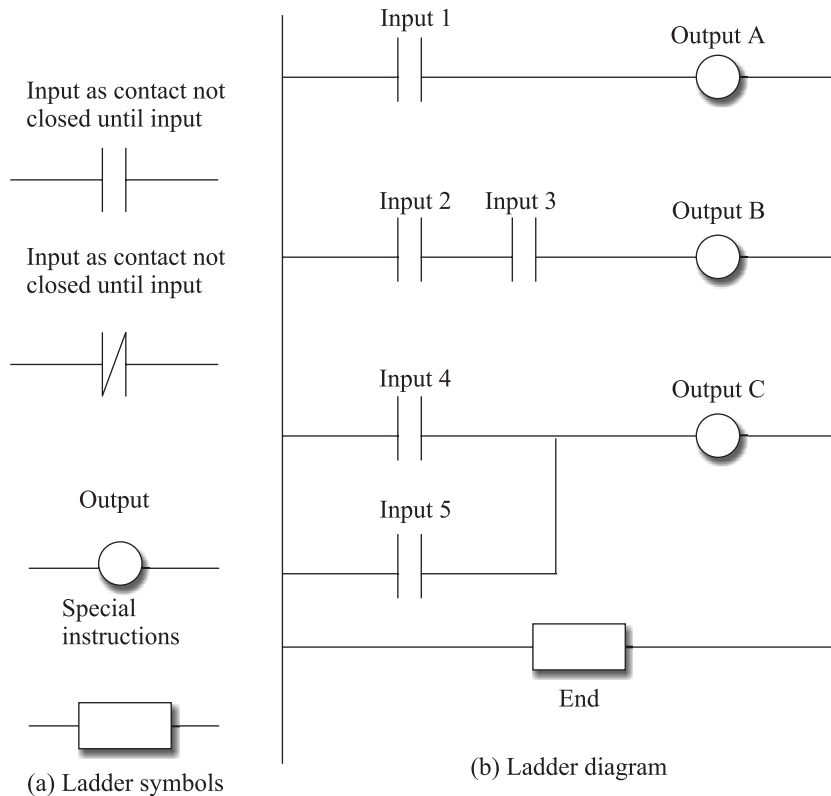 Input as contact not
closed until input
Input as contact not
closed until input
Output
Special
instructions
(a) Ladder symbols
Input 1
Output A
Input 2
Input 3
Output B
Input 4
Output C
Input 5
End
(b) Ladder diagram